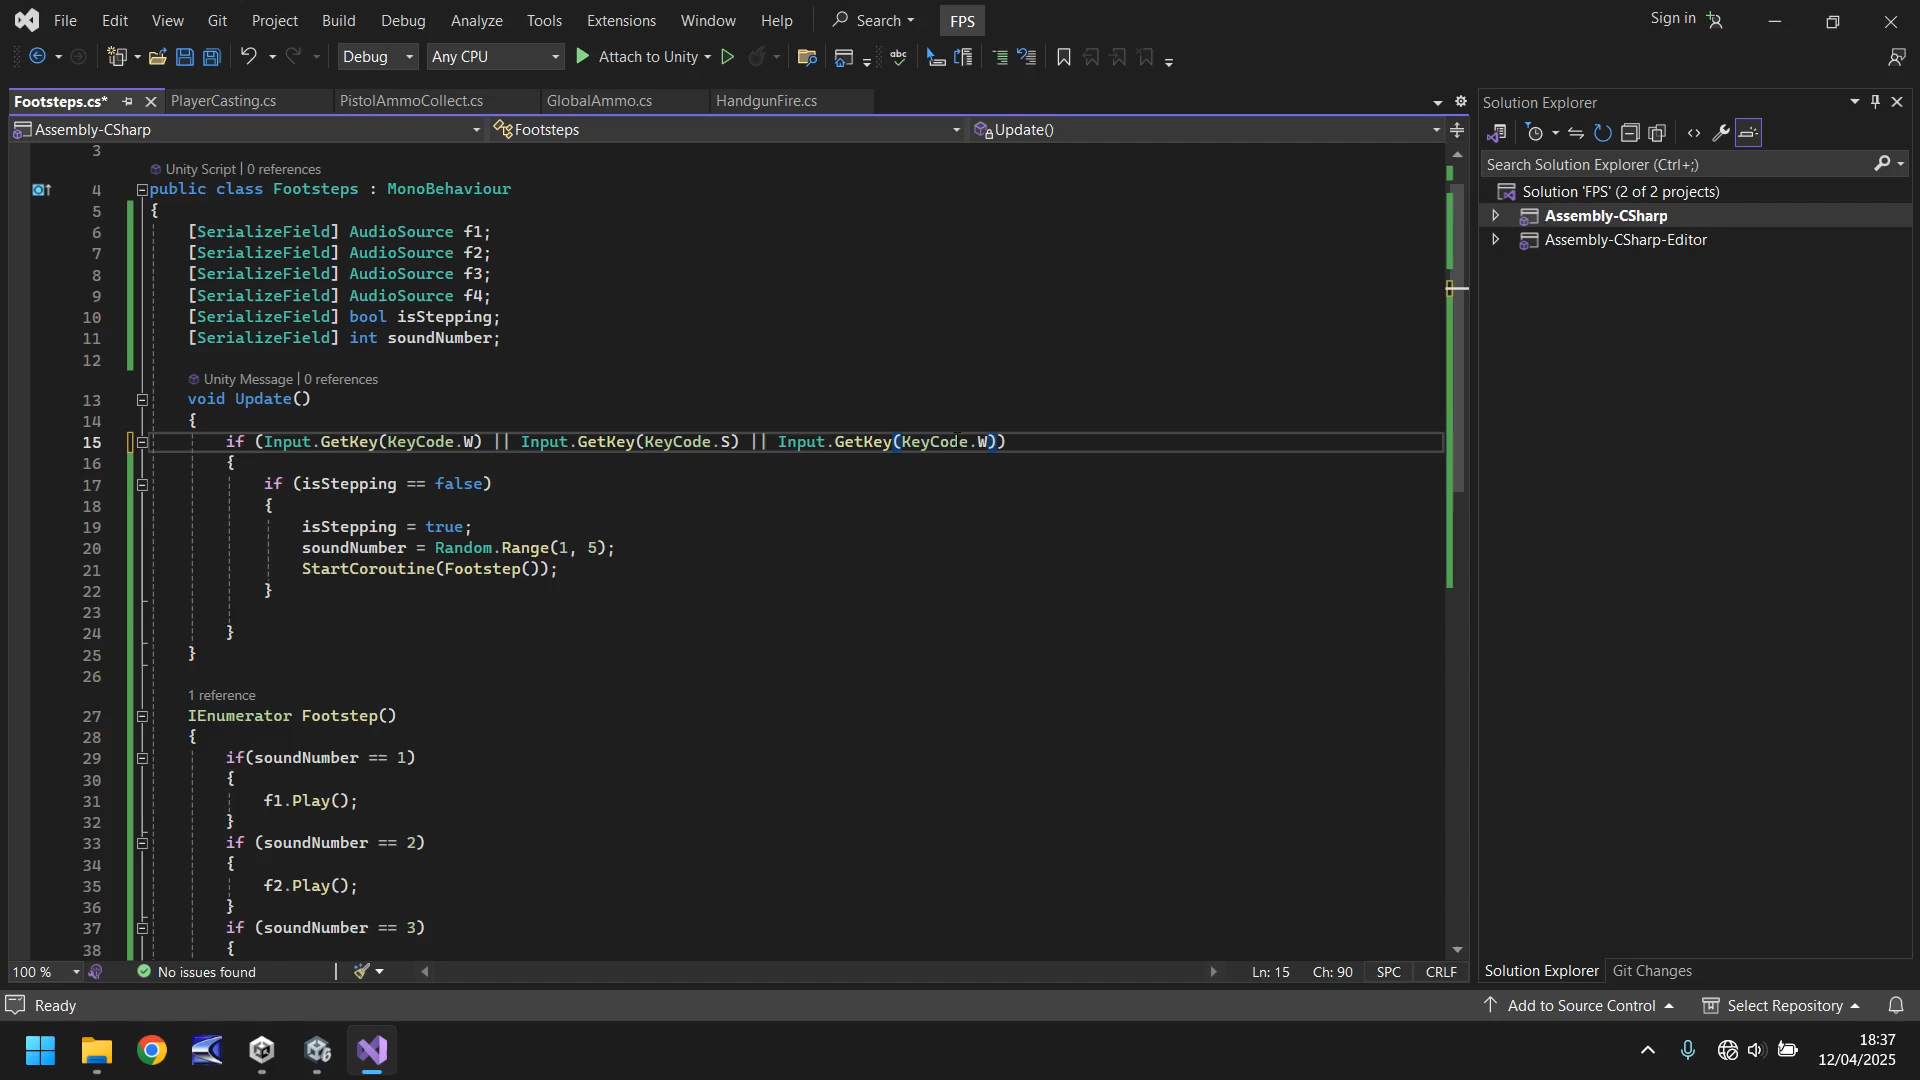 File Edit View Git Project Build Debug Analyze Tools Extensions Window Help Search FPS Sign in
Debug Any CPU Attach to Unity
Footsteps.cs* PlayerCasting.cs PistolAmmoCollect.cs GlobalAmmo.cs HandgunFire.cs
Assembly-CSharp Footsteps Update()
3
Unity Script | 0 references
4 public class Footsteps : MonoBehaviour
5 {
6 [SerializeField] AudioSource f1;
7 [SerializeField] AudioSource f2;
8 [SerializeField] AudioSource f3;
9 [SerializeField] AudioSource f4;
10 [SerializeField] bool isStepping;
11 [SerializeField] int soundNumber;
12
Unity Message | 0 references
13 void Update()
14 {
15 if (Input.GetKey(KeyCode.W) || Input.GetKey(KeyCode.S) || Input.GetKey(KeyCode.W))
16 {
17 if (isStepping == false)
18 {
19 isStepping = true;
20 soundNumber = Random.Range(1, 5);
21 StartCoroutine(Footstep());
22 }
23
24 }
25 }
26
1 reference
27 IEnumerator Footstep()
28 {
29 if(soundNumber == 1)
30 {
31 f1.Play();
32 }
33 if (soundNumber == 2)
34 {
35 f2.Play();
36 }
37 if (soundNumber == 3)
38 {
100 % No issues found Ln: 15 Ch: 90 SPC CRLF
Solution Explorer
Search Solution Explorer (Ctrl+;)
Solution 'FPS' (2 of 2 projects)
Assembly-CSharp
Assembly-CSharp-Editor
Solution Explorer Git Changes
Ready Add to Source Control Select Repository
18:37
12/04/2025